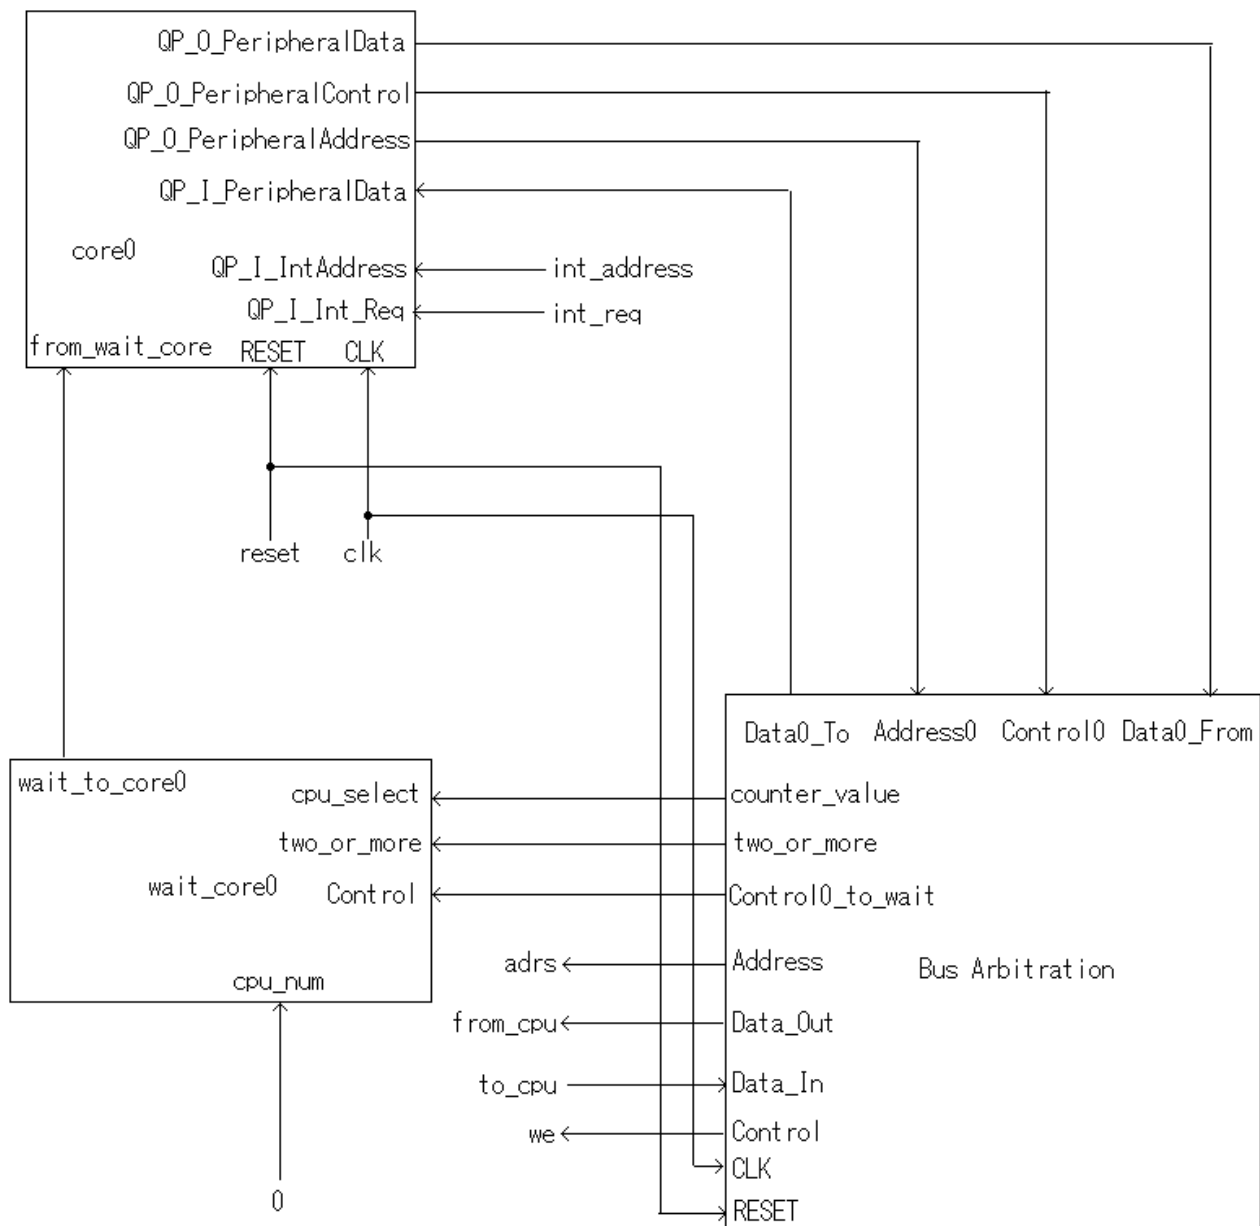 QP_O_PeripheralData
QP_O_PeripheralControl
QP_O_PeripheralAddress
QP_I_PeripheralData
core0
QP_I_IntAddress
int_address
QP_I_Int_Req
int_req
from_wait_core
RESET
CLK
reset
clk
Data0_To
Address0
Control0
Data0_From
wait_to_core0
cpu_select
counter_value
two_or_more
two_or_more
wait_core0
Control
Control0_to_wait
adrs
Address
Bus Arbitration
cpu_num
from_cpu
Data_Out
to_cpu
Data_In
we
Control
CLK
0
RESET